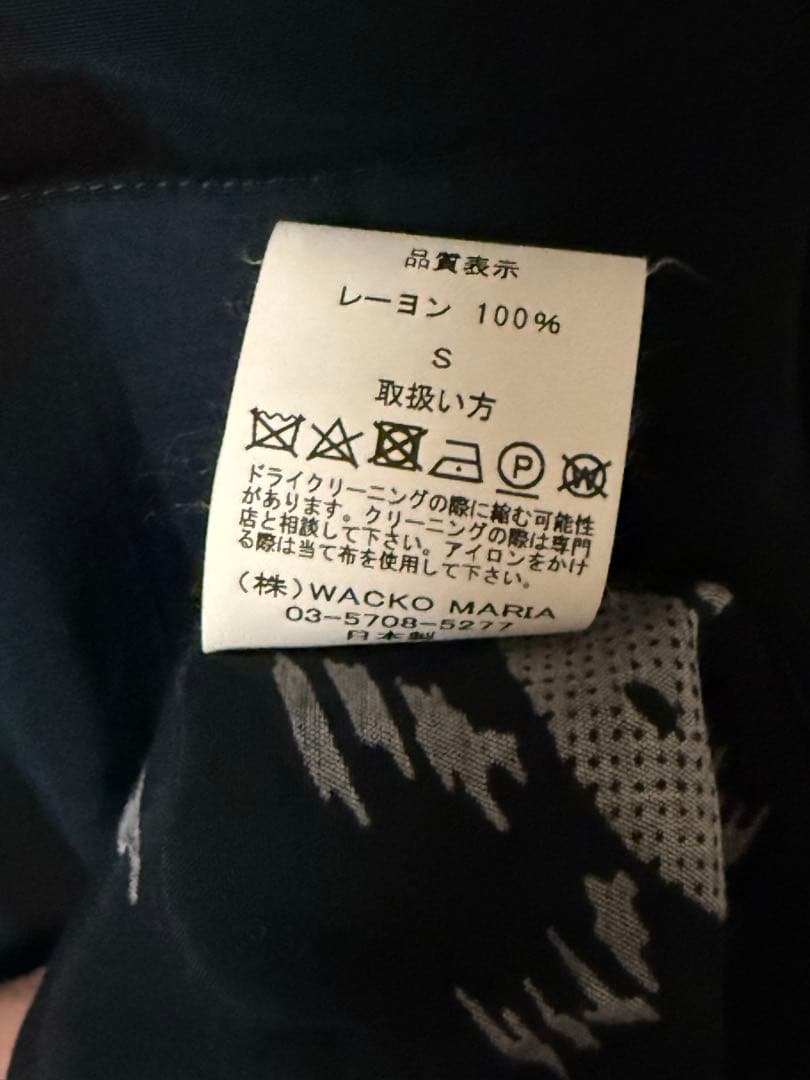 品質表示
レーヨン 100%
S
取扱い方
P
W
ドライクリーニングの際に縮む可能性
があります。クリーニングの際は専門
店と相談して下さい。アイロンをかけ
る際は当て布を使用して下さい。
(株)WACKO MARIA
03-5708-5277
日本製